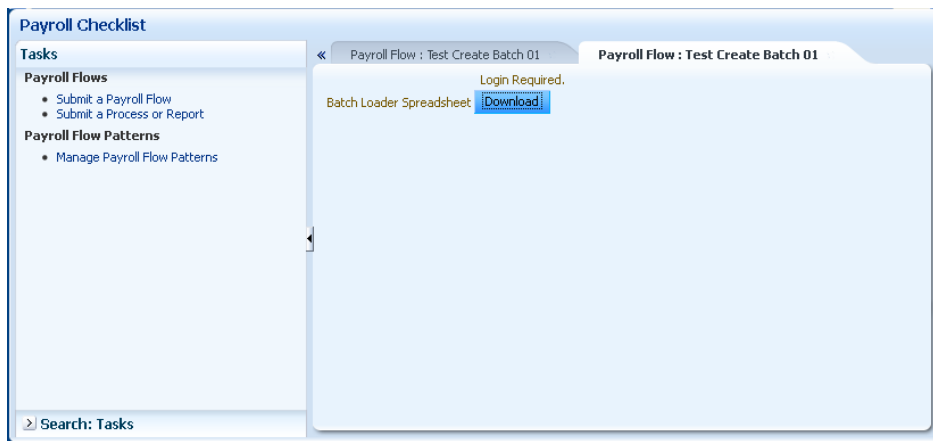 Payroll Checklist
Tasks
Payroll Flows
• Submit a Payroll Flow
• Submit a Process or Report
Payroll Flow Patterns
• Manage Payroll Flow Patterns
Search: Tasks
« Payroll Flow : Test Create Batch 01
Payroll Flow : Test Create Batch 01
Login Required.
Batch Loader Spreadsheet Download